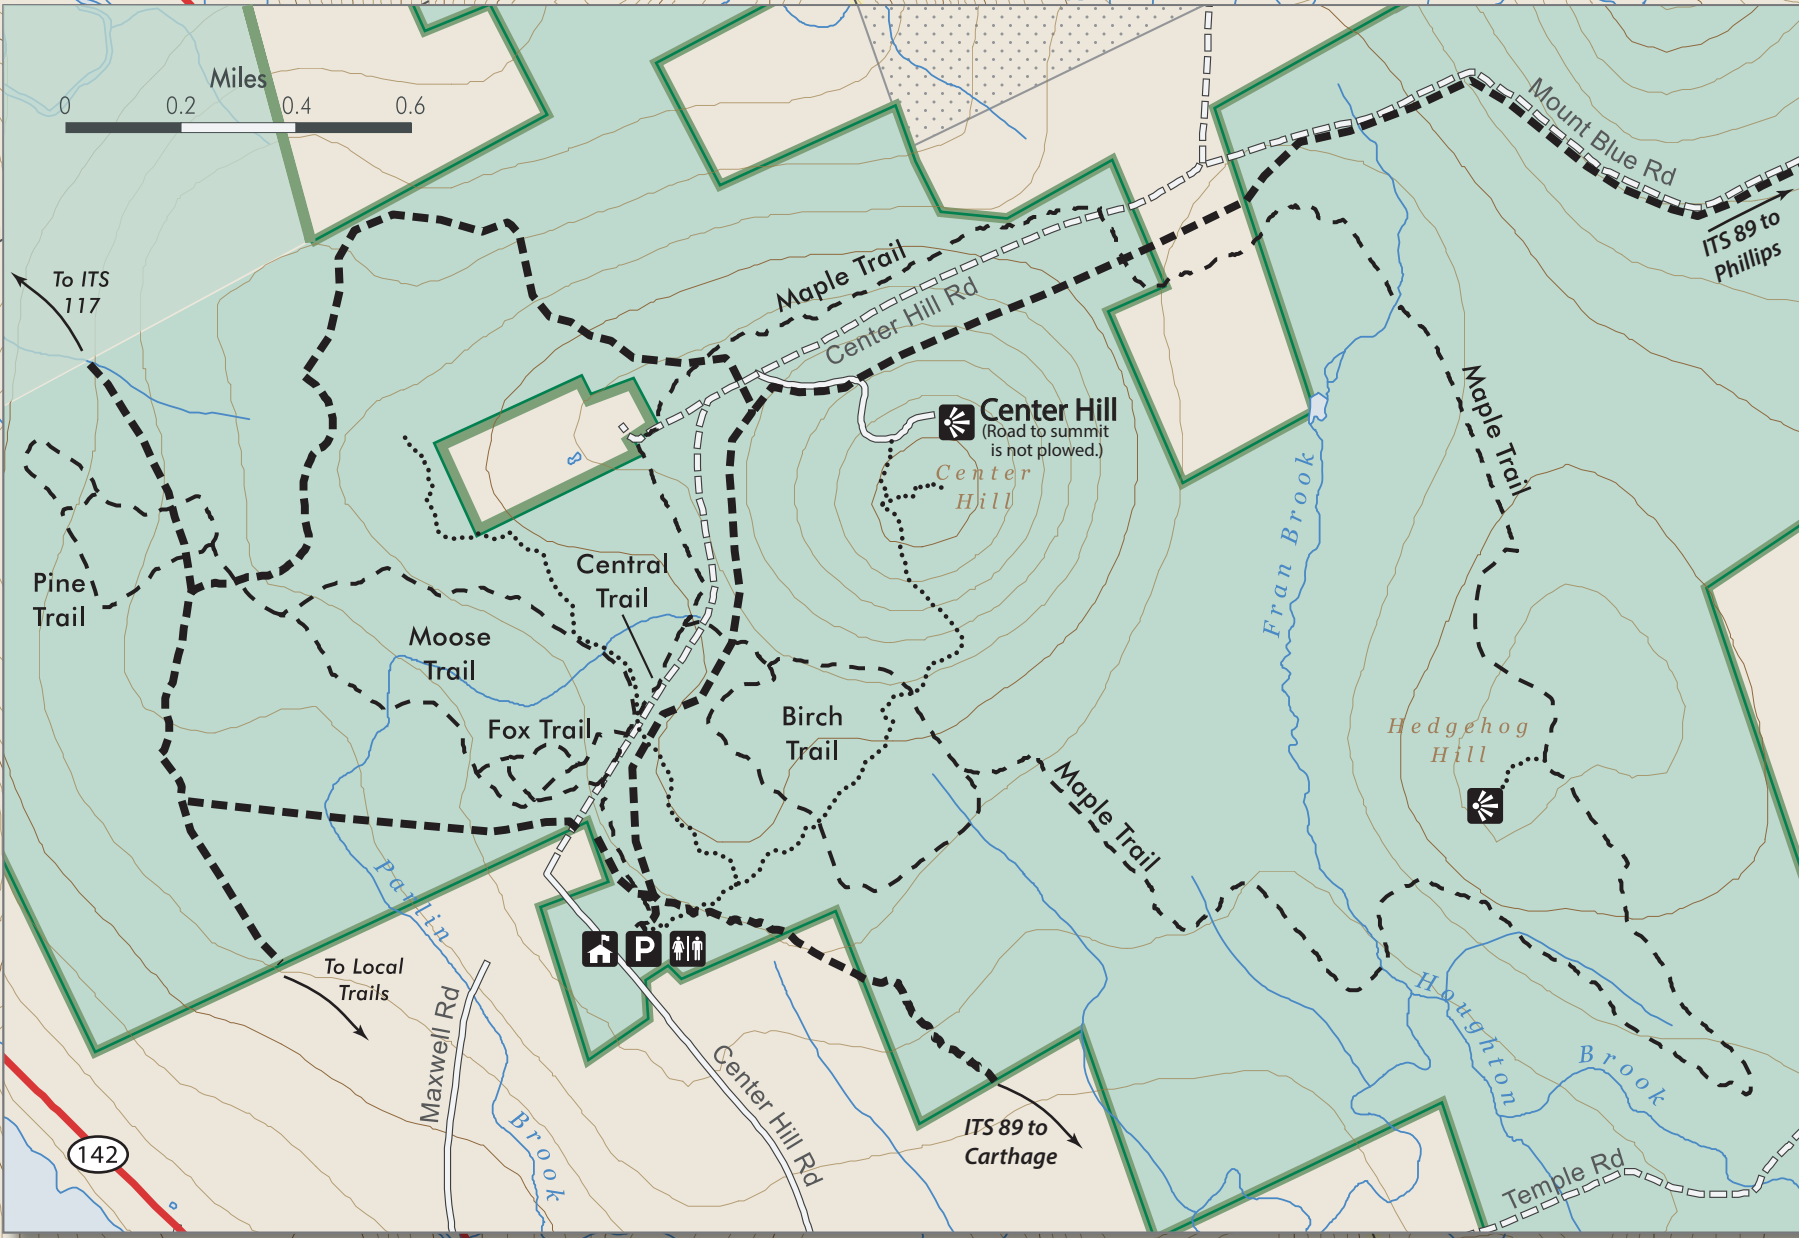 Miles
0 0.2 0.4 0.6
Mount Blue Rd
ITS 89 to
Phillips
To ITS
117
Maple Trail
Center Hill Rd
Center Hill
(Road to summit
is not plowed.)
Center
Hill
Maple Trail
Fran Brook
Pine
Trail
Central
Trail
Moose
Trail
Fox Trail
Birch
Trail
Hedgehog
Hill
Maple Trail
Parlin
Brook
To Local
Trails
P
Maxwell Rd
Center Hill Rd
Houghton
Brook
ITS 89 to
Carthage
142
Temple Rd